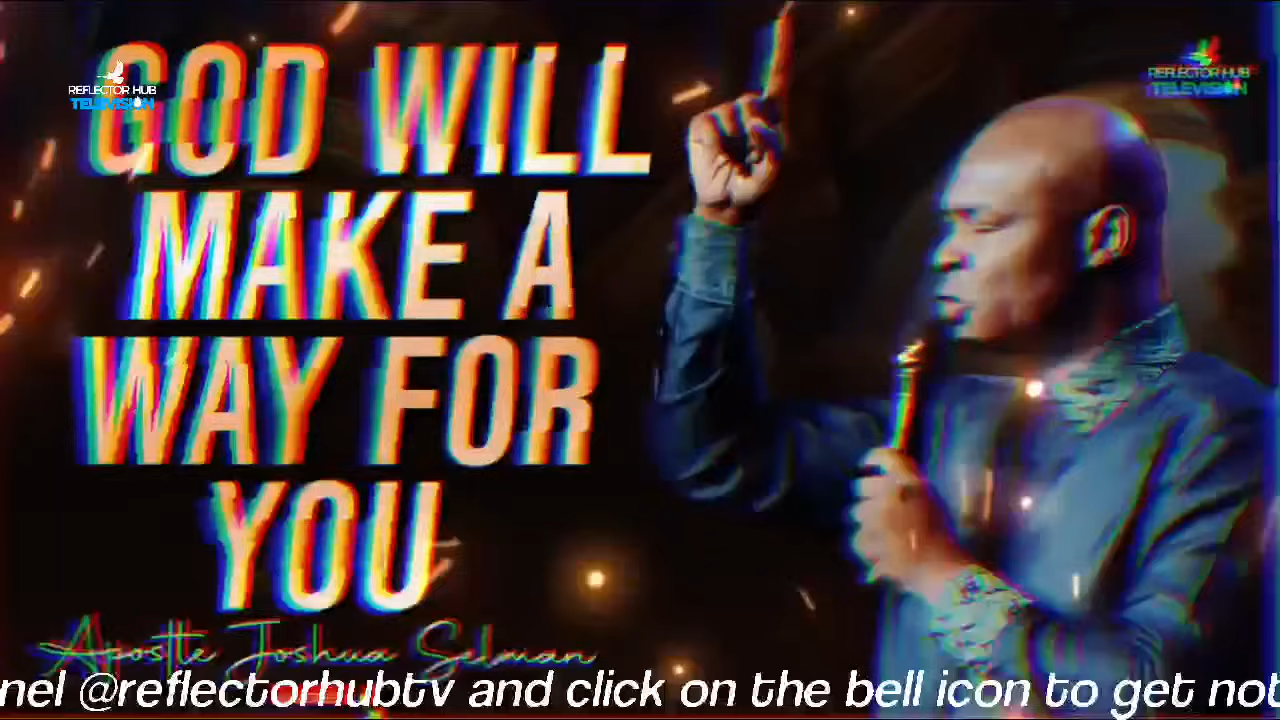 REFLECTOR HUB
TELEVISION
REFLECTOR HUB
TELEVISION
GOD WILL
MAKE A
WAY FOR
YOU
Apostle Joshua Selman
nel @reflectorhubtv and click on the bell icon to get not